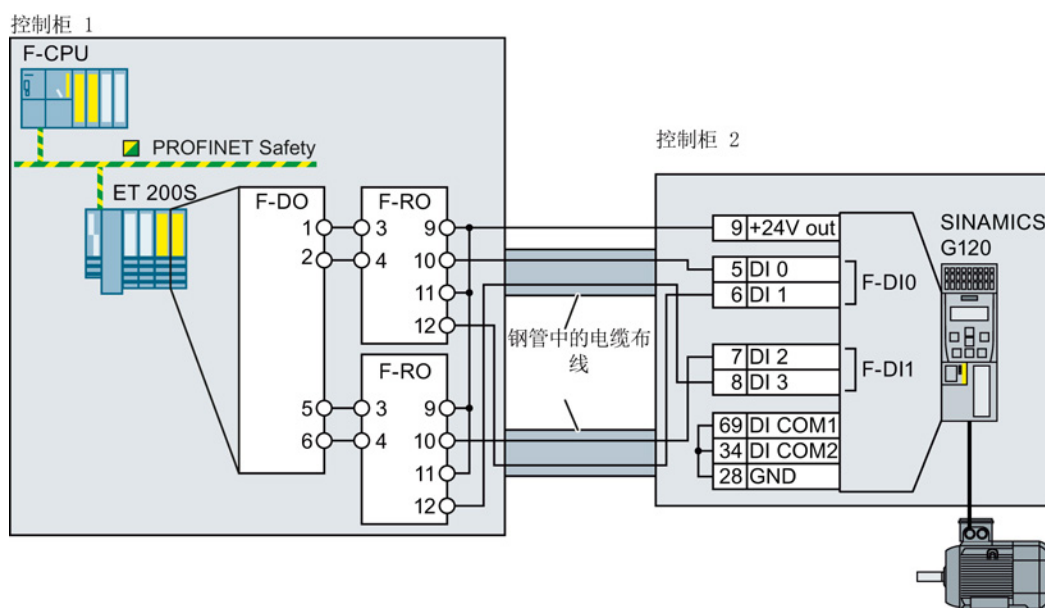 控制柜 1
F-CPU
PROFINET Safety
ET 200S
F-DO
1
2
5
6
F-RO
3
4
9
10
11
12
F-RO
3
4
9
10
11
12
钢管中的电缆布
线
控制柜 2
9 +24V out
5 DI 0
6 DI 1
7 DI 2
8 DI 3
69 DI COM1
34 DI COM2
28 GND
F-DI0
F-DI1
SINAMICS
G120